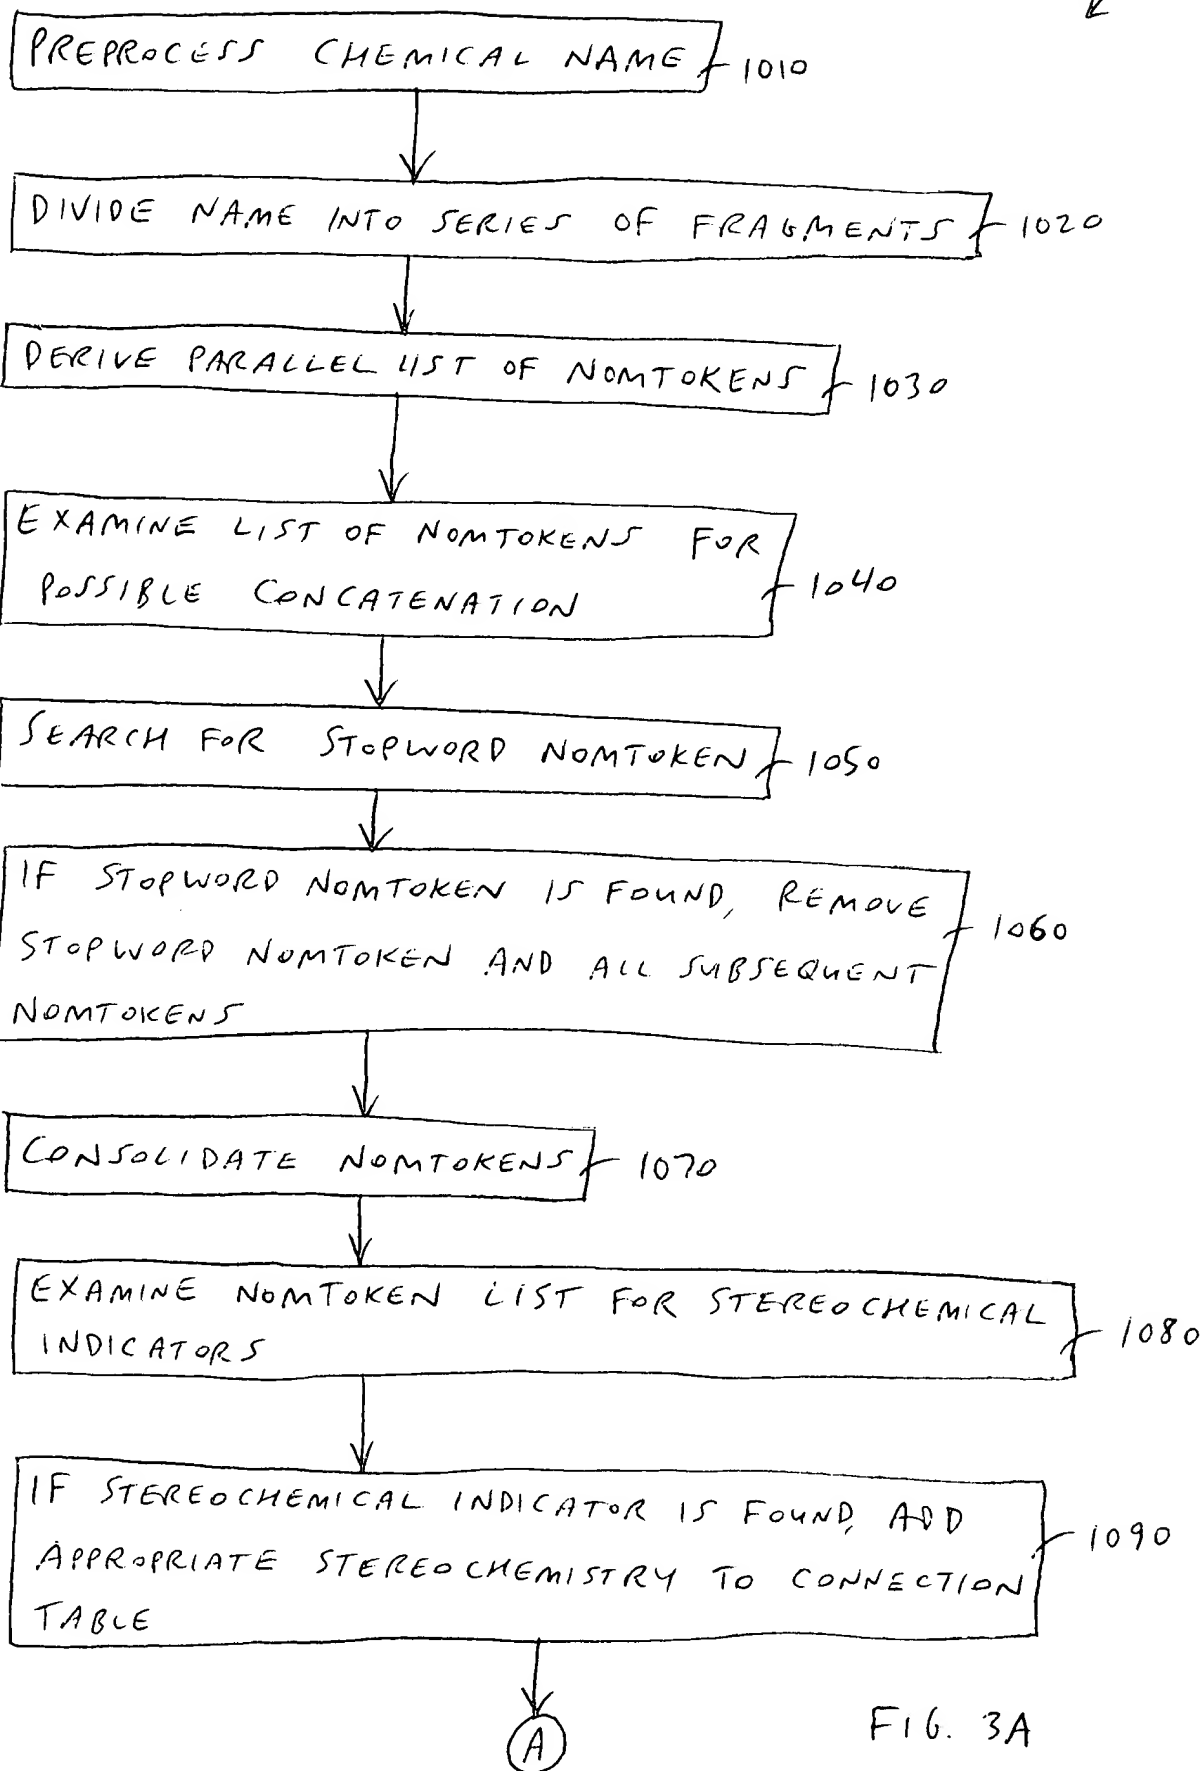 PREPROCESS CHEMICAL NAME 1010
DIVIDE NAME INTO SERIES OF FRAGMENTS 1020
DERIVE PARALLEL LIST OF NOMTOKENS 1030
EXAMINE LIST OF NOMTOKENS FOR
POSSIBLE CONCATENATION 1040
SEARCH FOR STOPWORD NOMTOKEN 1050
IF STOPWORD NOMTOKEN IS FOUND, REMOVE
STOPWORD NOMTOKEN AND ALL SUBSEQUENT 1060
NOMTOKENS
CONSOLIDATE NOMTOKENS 1070
EXAMINE NOMTOKEN LIST FOR STEREOCHEMICAL
INDICATORS 1080
IF STEREOCHEMICAL INDICATOR IS FOUND, ADD
APPROPRIATE STEREOCHEMISTRY TO CONNECTION 1090
TABLE
A
FIG. 3A